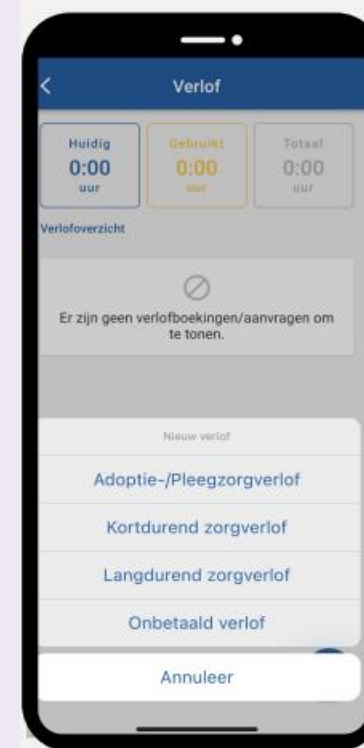 Verlof
Huidig
0:00
uur
Gebruikt
0:00
uur
Totaal
0:00
uur
Verlofoverzicht
Er zijn geen verlofboekingen/aanvragen om
te tonen.
Nieuw verlof
Adoptie-/Pleegzorgverlof
Kortdurend zorgverlof
Langdurend zorgverlof
Onbetaald verlof
Annuleer